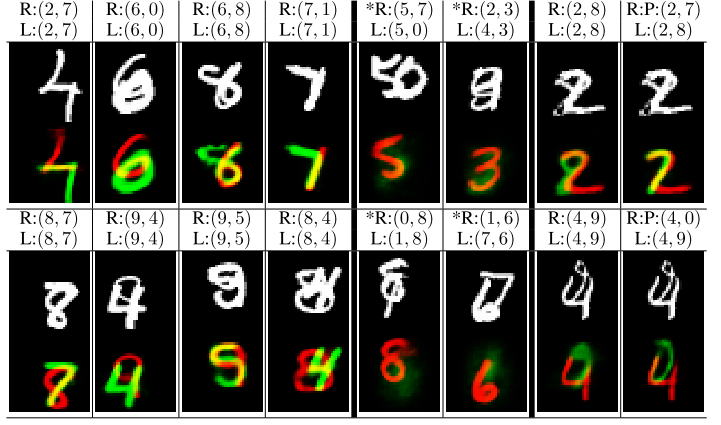 R:(2, 7) R:(6, 0) R:(6, 8) R:(7, 1) *R:(5, 7) *R:(2, 3) R:(2, 8) R:P:(2, 7)
L:(2, 7) L:(6, 0) L:(6, 8) L:(7, 1) L:(5, 0) L:(4, 3) L:(2, 8) L:(2, 8)
R:(8, 7) R:(9, 4) R:(9, 5) R:(8, 4) *R:(0, 8) *R:(1, 6) R:(4, 9) R:P:(4, 0)
L:(8, 7) L:(9, 4) L:(9, 5) L:(8, 4) L:(1, 8) L:(7, 6) L:(4, 9) L:(4, 9)